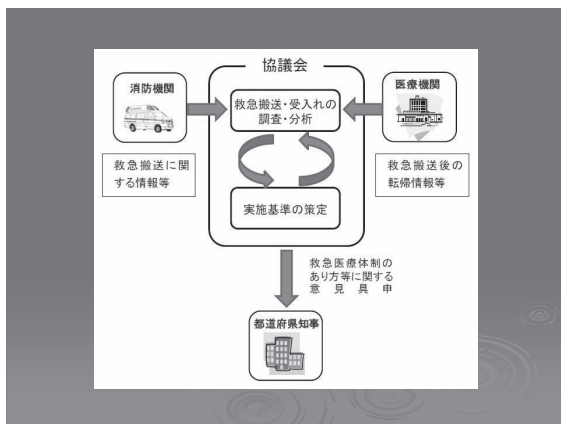 協議会
消防機関
医療機関
救急搬送・受入れの
調査・分析
救急搬送に関
する情報等
救急搬送後の
転帰情報等
実施基準の策定
救急医療体制の
あり方等に関する
意見具申
都道府県知事